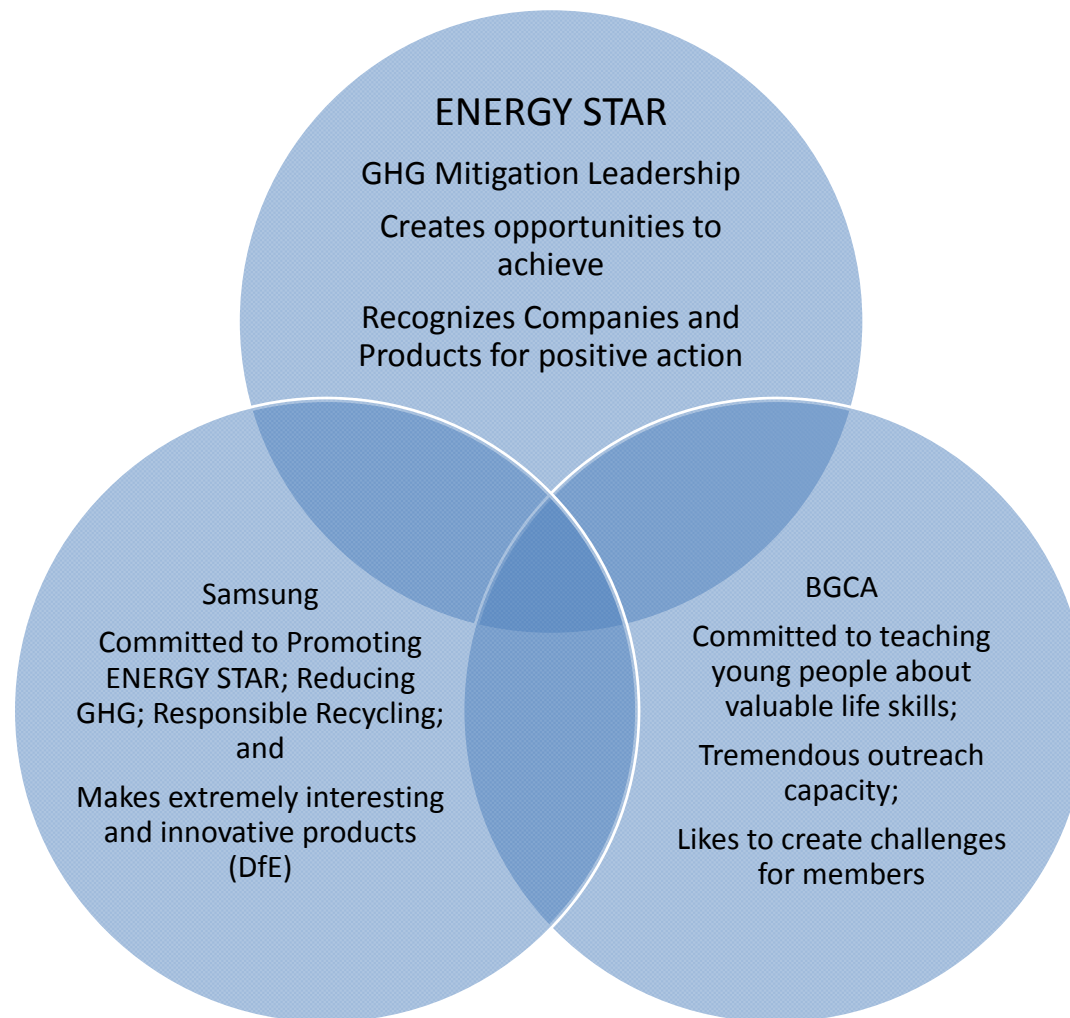 ENERGY STAR
GHG Mitigation Leadership
Creates opportunities to
achieve
Recognizes Companies and
Products for positive action
Samsung
Committed to Promoting
ENERGY STAR; Reducing
GHG; Responsible Recycling;
and
Makes extremely interesting
and innovative products
(DfE)
BGCA
Committed to teaching
young people about
valuable life skills;
Tremendous outreach
capacity;
Likes to create challenges
for members